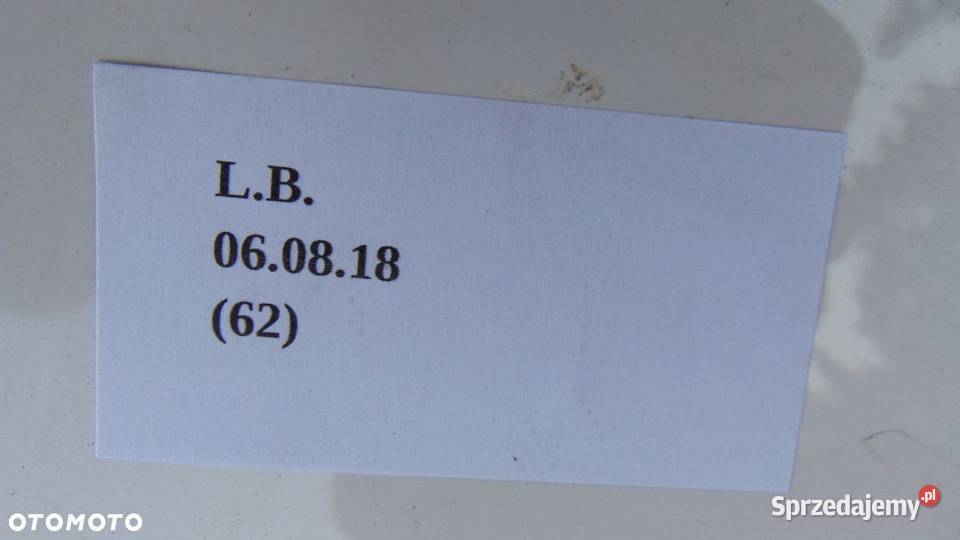 L.B.
06.08.18
(62)
OTOMOTO
Sprzedajemy.pl